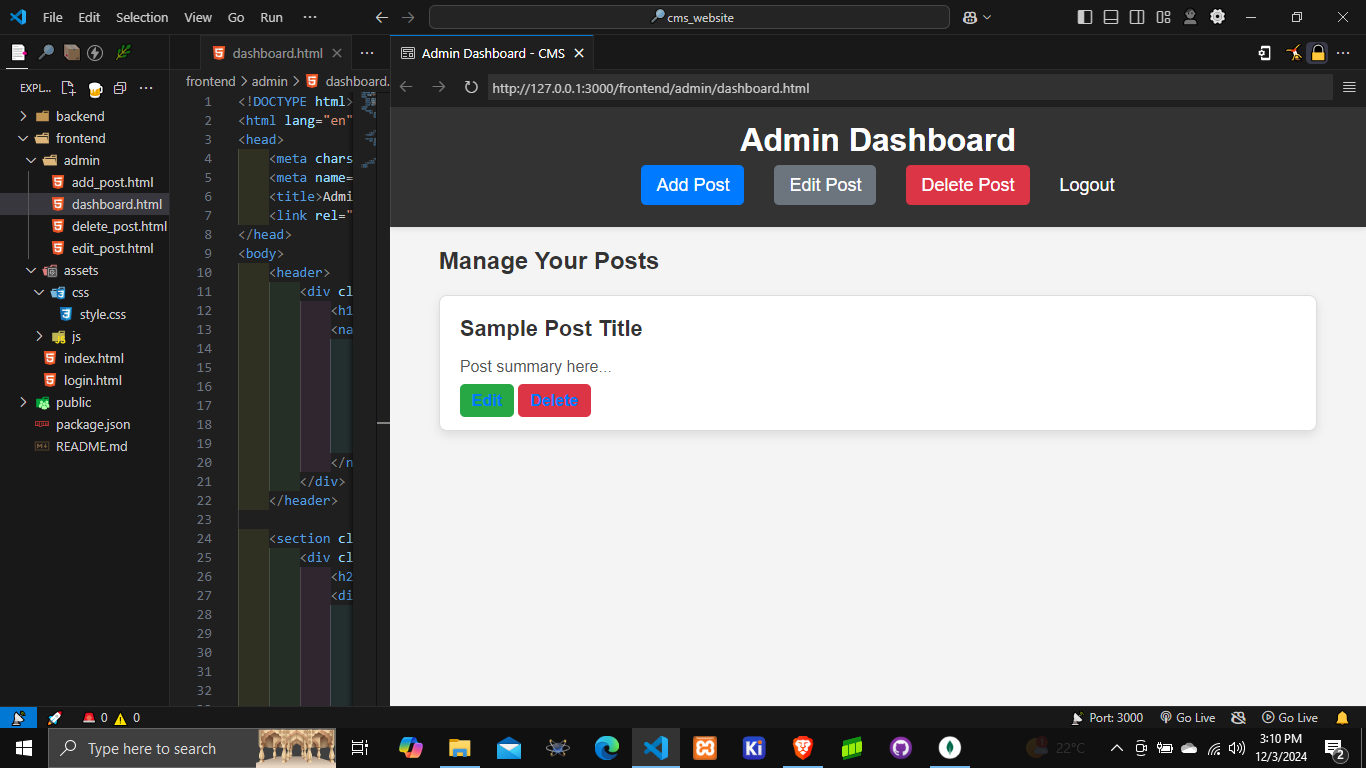 File Edit Selection View Go Run ···
cms_website
dashboard.html
Admin Dashboard - CMS
EXPL...
backend
frontend
admin
add_post.html
dashboard.html
delete_post.html
edit_post.html
assets
css
style.css
js
index.html
login.html
public
package.json
README.md
frontend > admin > dashboard.
1 <!DOCTYPE html>
2 <html lang="en"
3 <head>
4 <meta chars
5 <meta name=
6 <title>Admi
7 <link rel="
8 </head>
9 <body>
10 <header>
11 <div cl
12 <h1
13 <na
14
15
16
17
18
19
20 </n
21 </div>
22 </header>
23
24 <section cl
25 <div cl
26 <h2
27 <di
28
29
30
31
32
http://127.0.0.1:3000/frontend/admin/dashboard.html
Admin Dashboard
Add Post Edit Post Delete Post Logout
Manage Your Posts
Sample Post Title
Post summary here...
Edit Delete
0 0 Port: 3000 Go Live Go Live
Type here to search
Ki
22°C
3:10 PM
12/3/2024
2